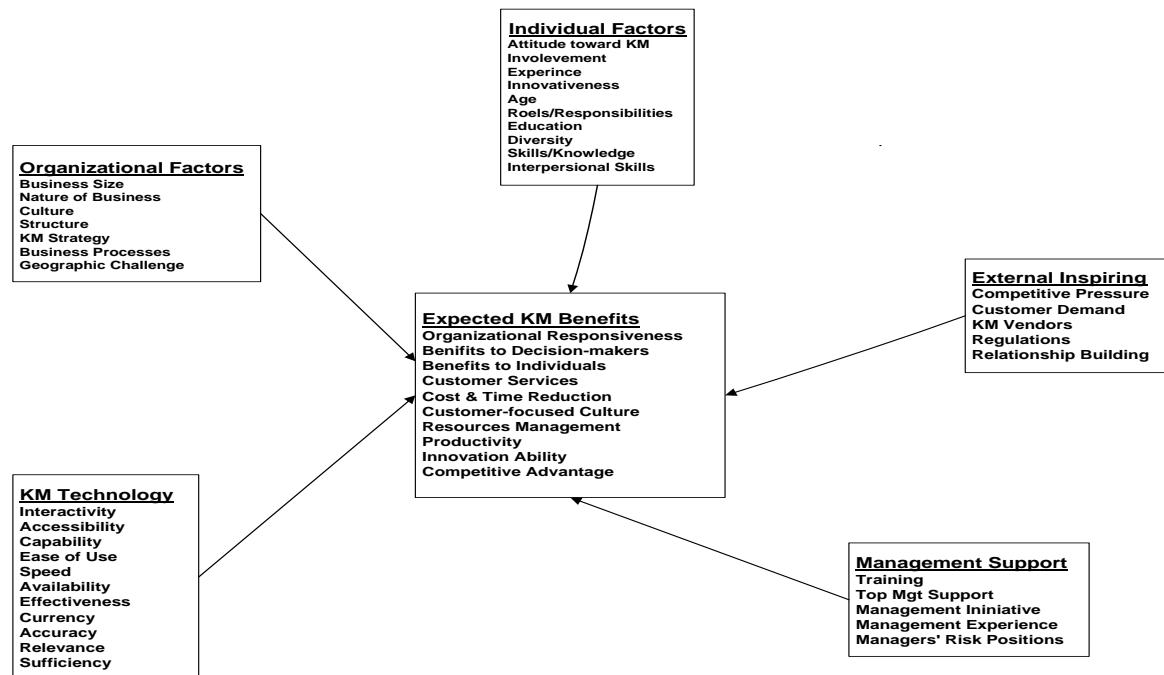 Individual Factors
Attitude toward KM
Involevement
Experince
Innovativeness
Age
Roels/Responsibilities
Education
Diversity
Skills/Knowledge
Interpersional Skills
Organizational Factors
Business Size
Nature of Business
Culture
Structure
KM Strategy
Business Processes
Geographic Challenge
External Inspiring
Competitive Pressure
Customer Demand
KM Vendors
Regulations
Relationship Building
Expected KM Benefits
Organizational Responsiveness
Benifits to Decision-makers
Benefits to Individuals
Customer Services
Cost & Time Reduction
Customer-focused Culture
Resources Management
Productivity
Innovation Ability
Competitive Advantage
KM Technology
Interactivity
Accessibility
Capability
Ease of Use
Speed
Availability
Effectiveness
Currency
Accuracy
Relevance
Sufficiency
Management Support
Training
Top Mgt Support
Management Ininiative
Management Experience
Managers' Risk Positions